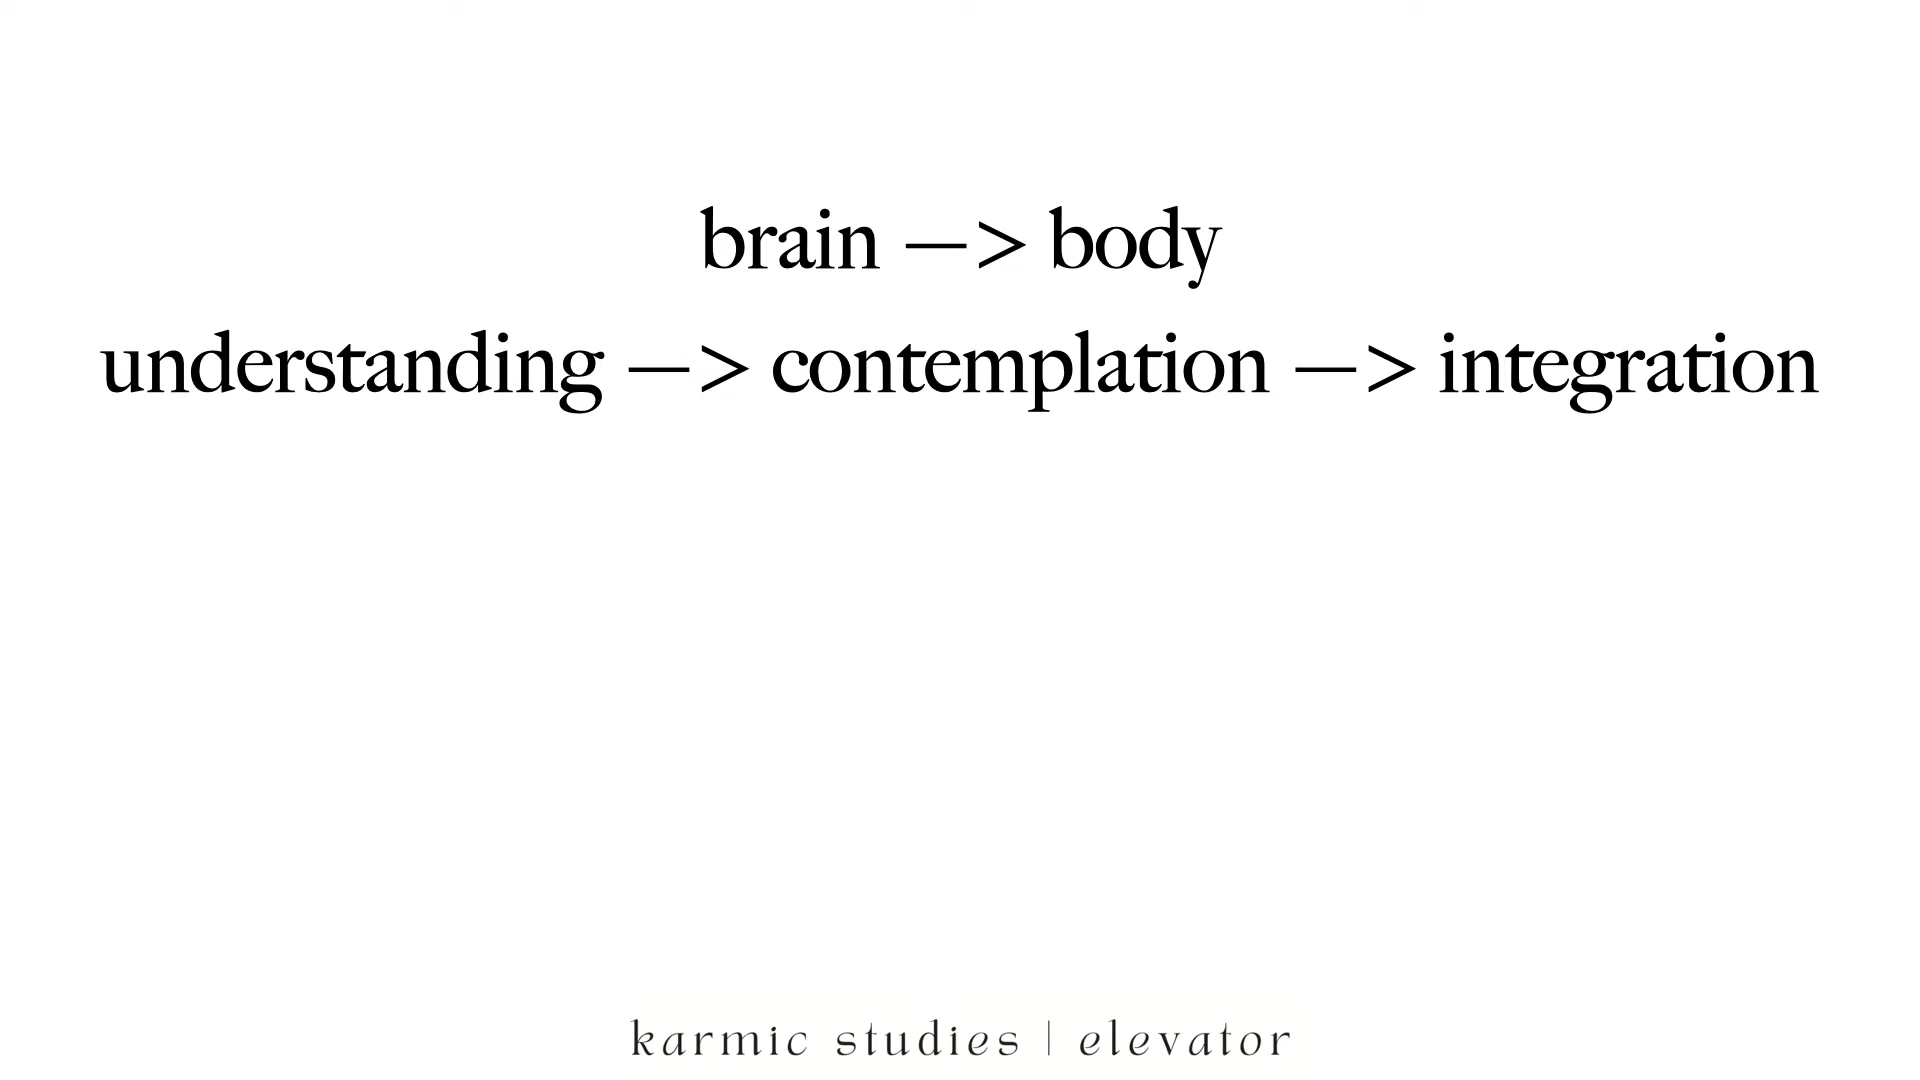 brain —> body
understanding —> contemplation —> integration
karmic studies | elevator